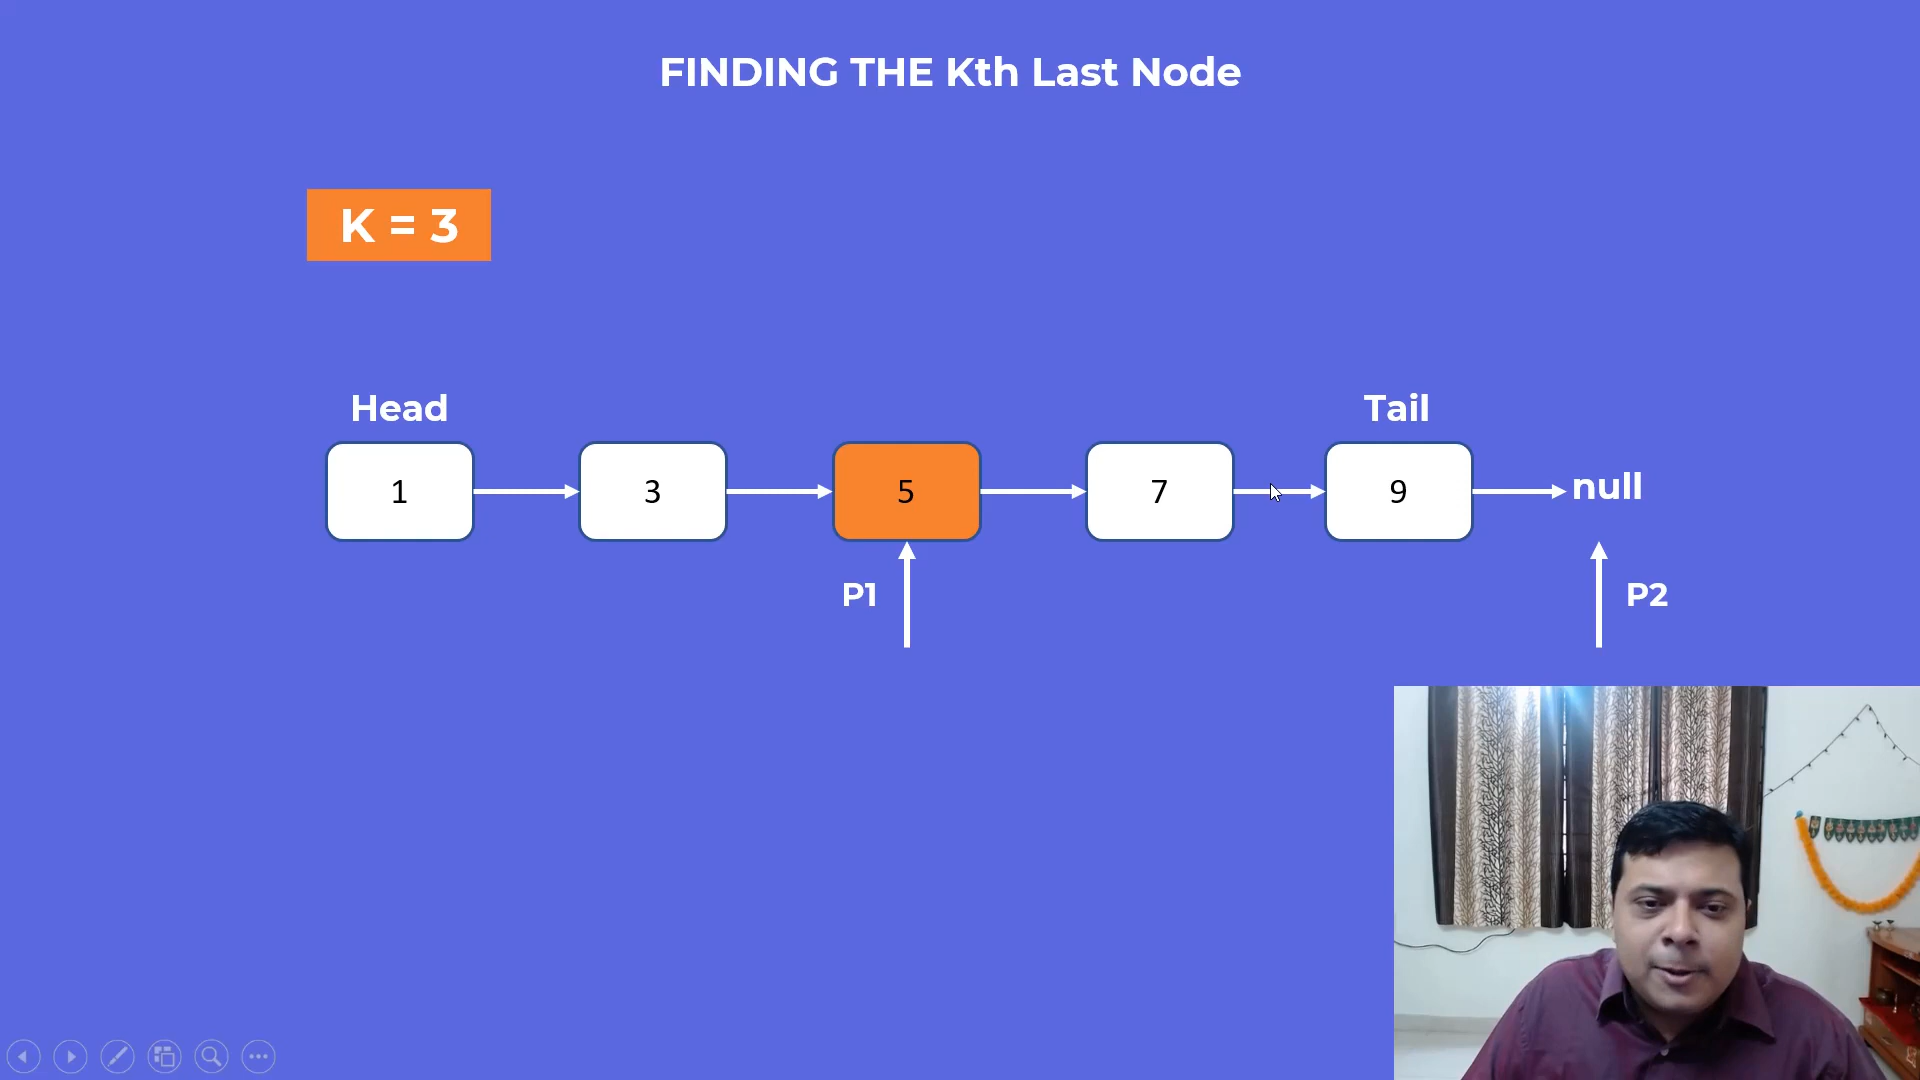 FINDING THE Kth Last Node
K = 3
Head
Tail
1
3
5
7
9
null
P1
P2